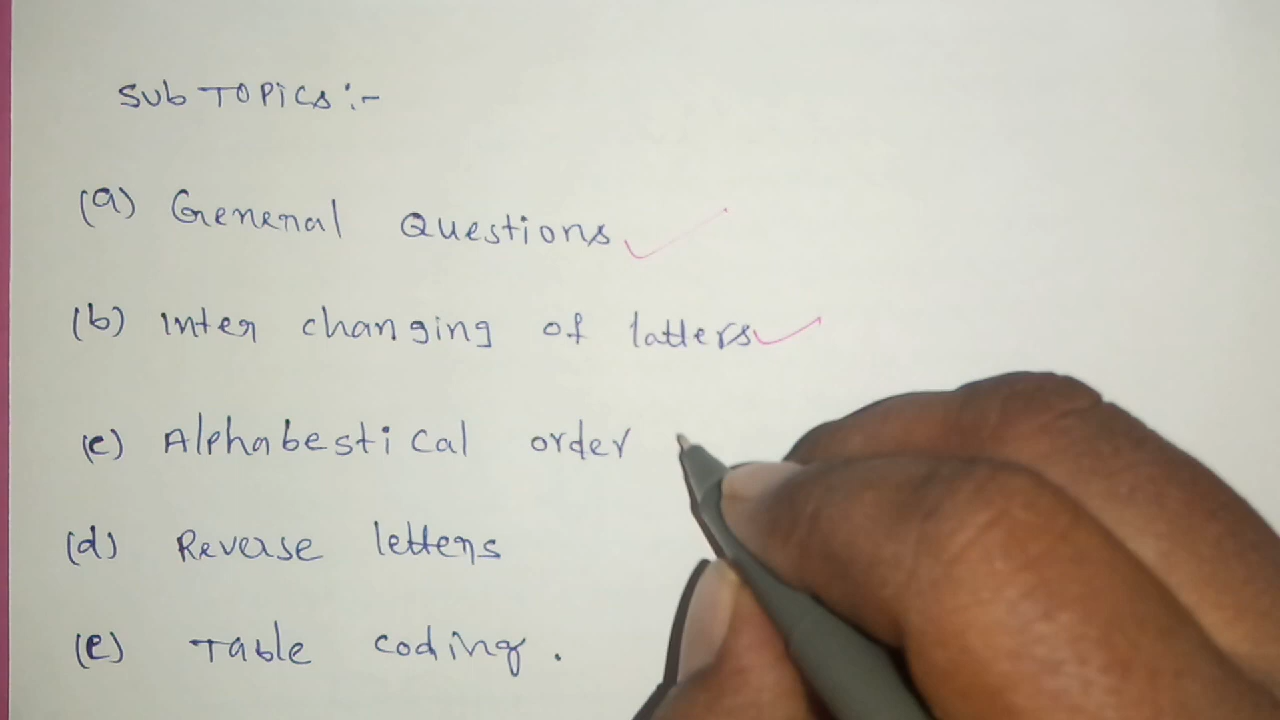 Sub TOPics :-
(a) General Questions
(b) Inter changing of latters
(c) Alphabestical order
(d) Reverse letters
(e) Table coding.